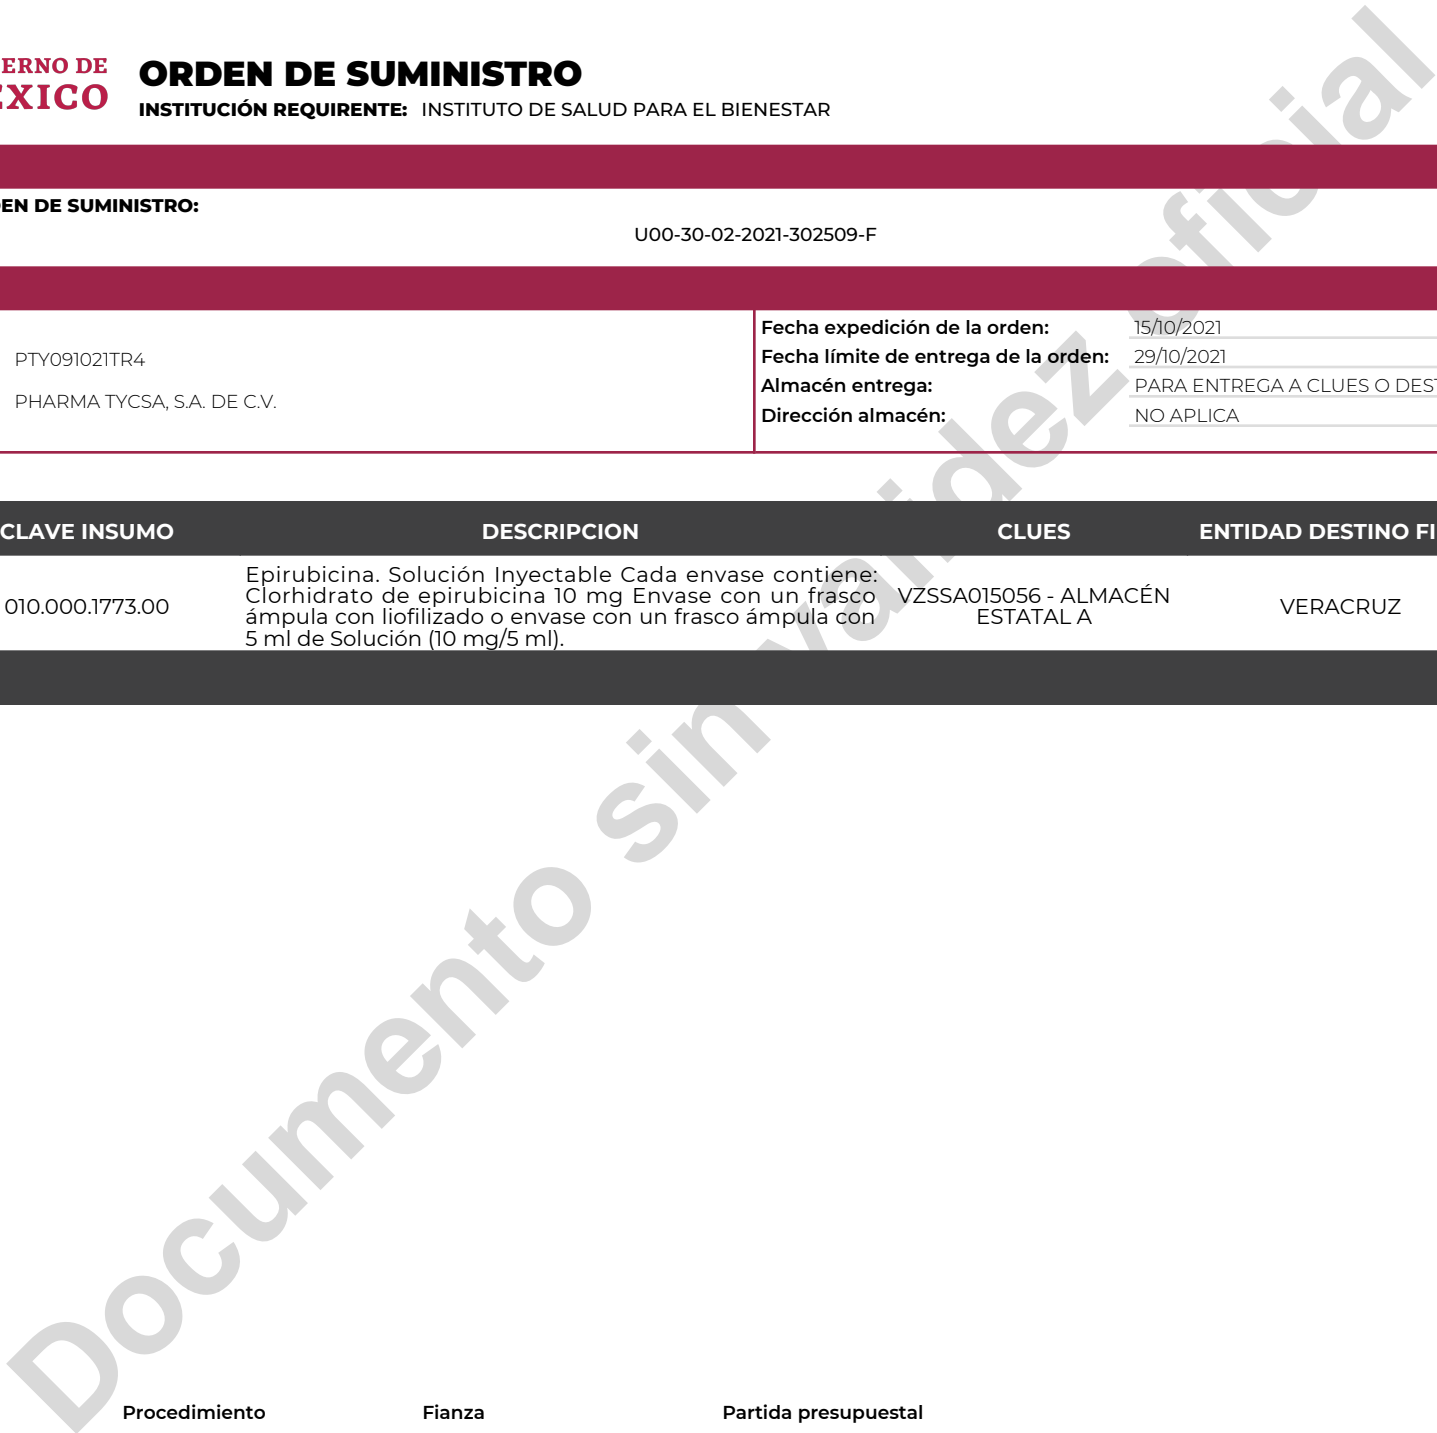 ERNO DE
EXICO
ORDEN DE SUMINISTRO
INSTITUCIÓN REQUIRENTE: INSTITUTO DE SALUD PARA EL BIENESTAR
EN DE SUMINISTRO:
U00-30-02-2021-302509-F
PTY091021TR4
PHARMA TYCSA, S.A. DE C.V.
Fecha expedición de la orden: 15/10/2021
Fecha límite de entrega de la orden: 29/10/2021
Almacén entrega: PARA ENTREGA A CLUES O DEST
Dirección almacén: NO APLICA
CLAVE INSUMO DESCRIPCION CLUES ENTIDAD DESTINO FI
010.000.1773.00
Epirubicina. Solución Inyectable Cada envase contiene:
Clorhidrato de epirubicina 10 mg Envase con un frasco
ámpula con liofilizado o envase con un frasco ámpula con
5 ml de Solución (10 mg/5 ml).
VZSSA015056 - ALMACÉN
ESTATAL A
VERACRUZ
Documento sin validez oficial
Procedimiento Fianza Partida presupuestal